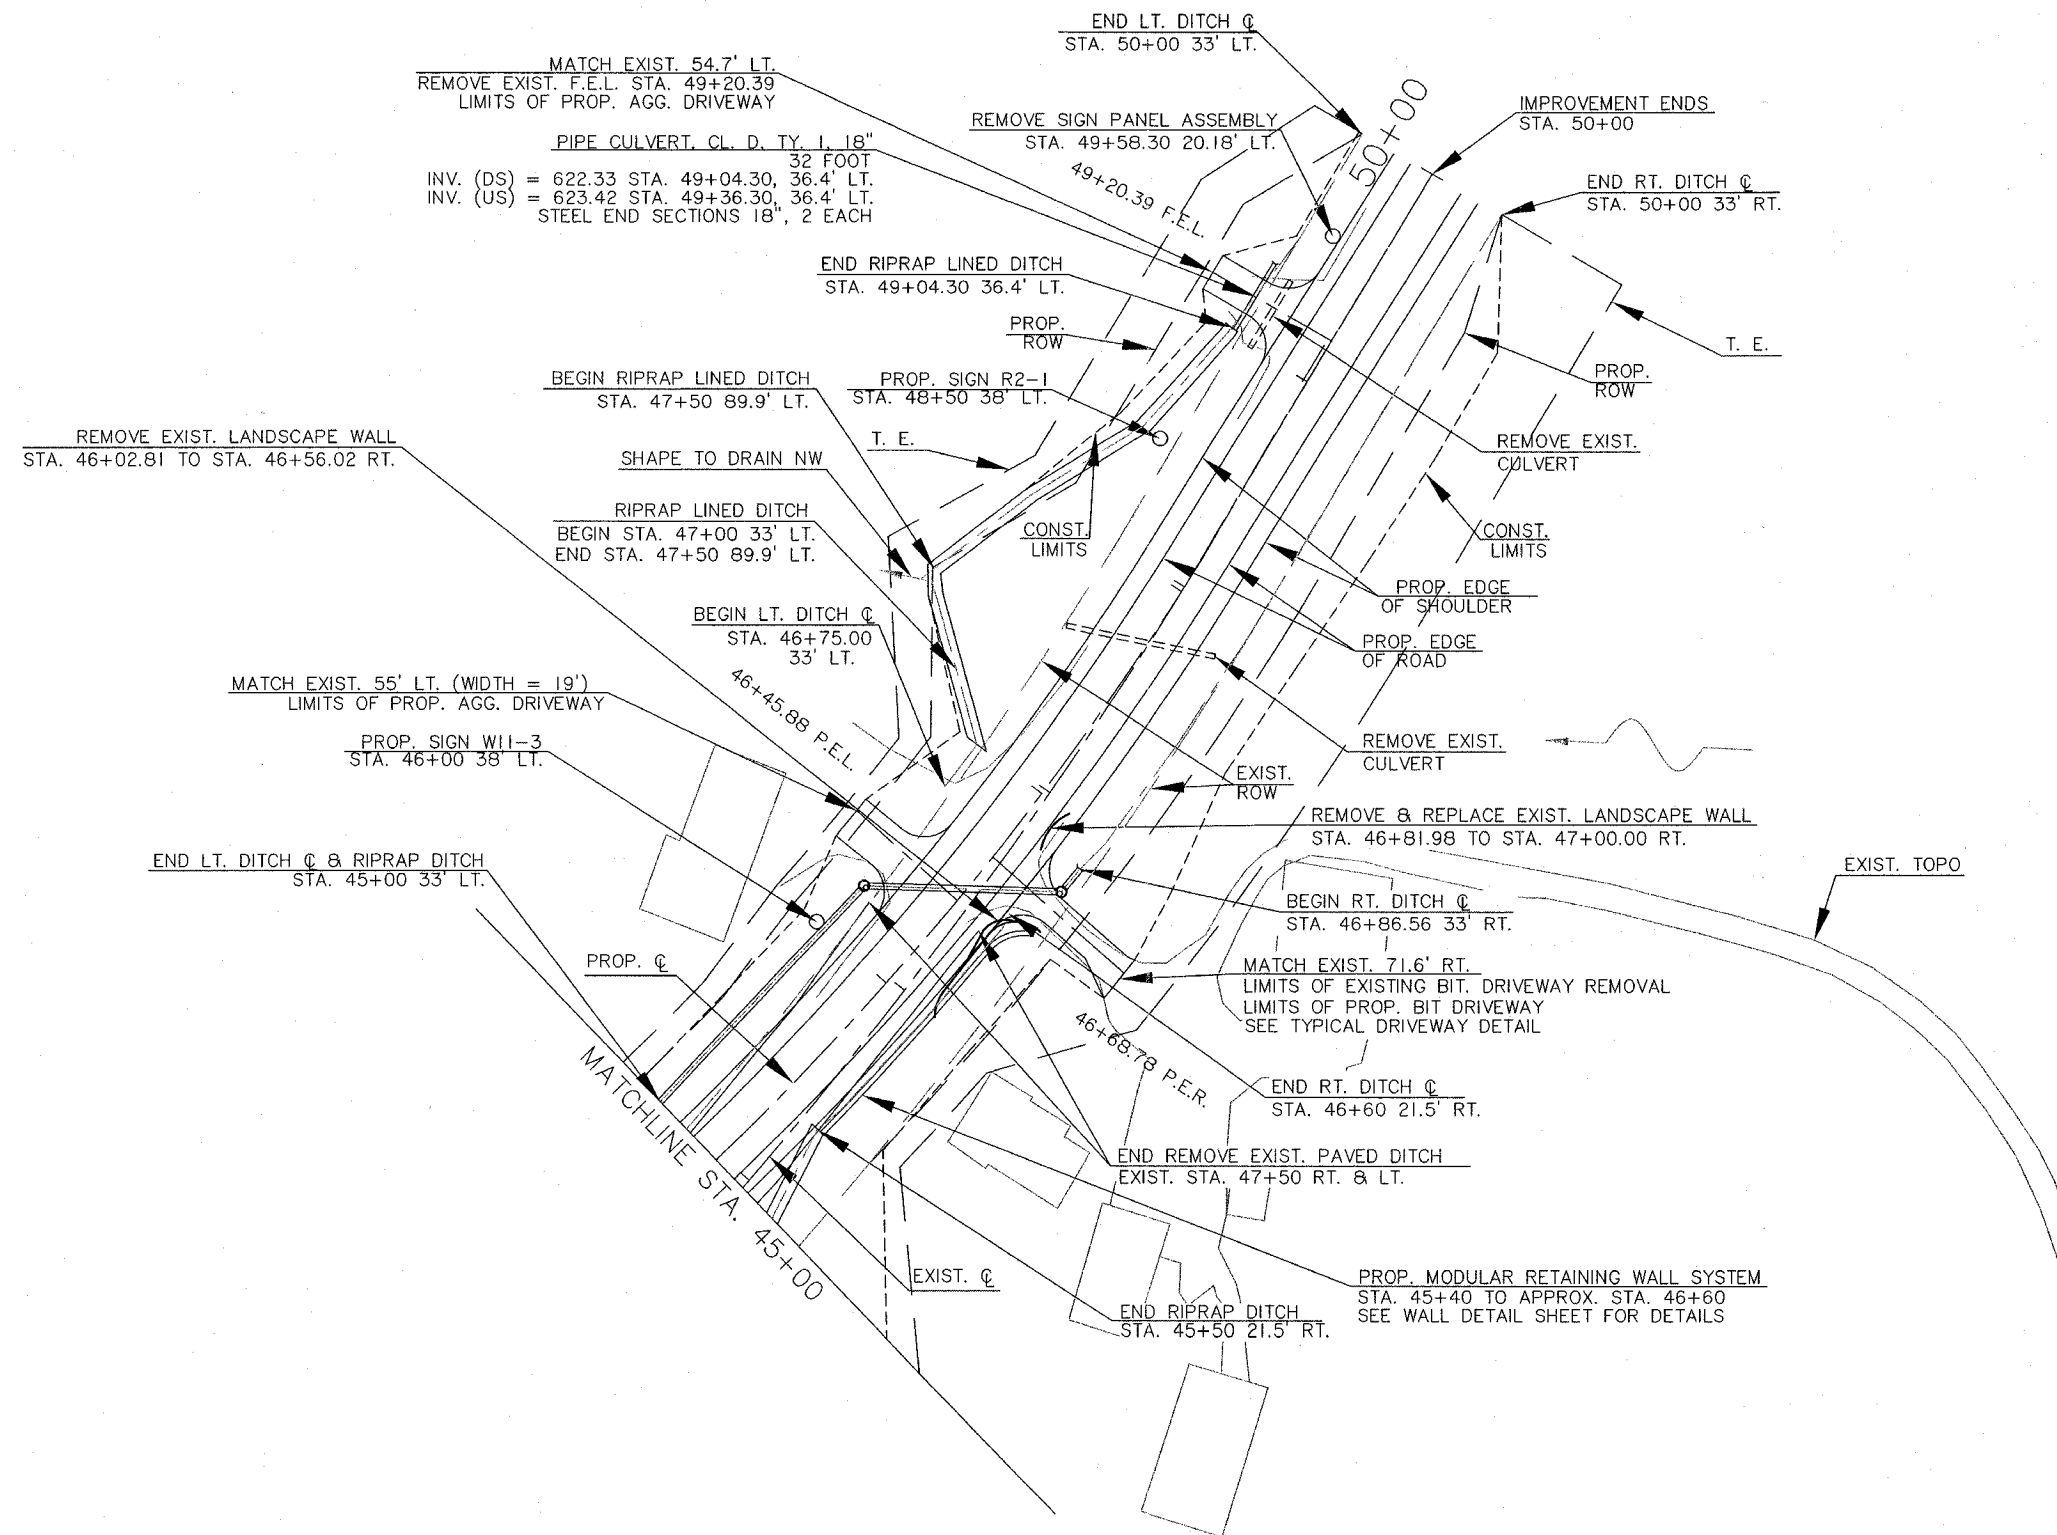 END LT. DITCH ℄
STA. 50+00 33' LT.
MATCH EXIST. 54.7' LT.
REMOVE EXIST. F.E.L. STA. 49+20.39
LIMITS OF PROP. AGG. DRIVEWAY
50+00
IMPROVEMENT ENDS
STA. 50+00
REMOVE SIGN PANEL ASSEMBLY
STA. 49+58.30 20.18' LT.
PIPE CULVERT, CL. D, TY. 1, 18"
32 FOOT
INV. (DS) = 622.33 STA. 49+04.30, 36.4' LT.
INV. (US) = 623.42 STA. 49+36.30, 36.4' LT.
STEEL END SECTIONS 18", 2 EACH
49+20.39 F.E.L.
END RT. DITCH ℄
STA. 50+00 33' RT.
END RIPRAP LINED DITCH
STA. 49+04.30 36.4' LT.
PROP.
ROW
T. E.
PROP.
ROW
BEGIN RIPRAP LINED DITCH
STA. 47+50 89.9' LT.
PROP. SIGN R2-1
STA. 48+50 38' LT.
REMOVE EXIST. LANDSCAPE WALL
STA. 46+02.81 TO STA. 46+56.02 RT.
T. E.
REMOVE EXIST.
CULVERT
SHAPE TO DRAIN NW
RIPRAP LINED DITCH
BEGIN STA. 47+00 33' LT.
END STA. 47+50 89.9' LT.
CONST.
LIMITS
CONST.
LIMITS
PROP. EDGE
OF SHOULDER
BEGIN LT. DITCH ℄
STA. 46+75.00
33' LT.
PROP. EDGE
OF ROAD
MATCH EXIST. 55' LT. (WIDTH = 19')
LIMITS OF PROP. AGG. DRIVEWAY
46+45.88 P.E.L.
PROP. SIGN W11-3
STA. 46+00 38' LT.
REMOVE EXIST.
CULVERT
EXIST.
ROW
REMOVE & REPLACE EXIST. LANDSCAPE WALL
STA. 46+81.98 TO STA. 47+00.00 RT.
END LT. DITCH ℄ & RIPRAP DITCH
STA. 45+00 33' LT.
EXIST. TOPO
BEGIN RT. DITCH ℄
STA. 46+86.56 33' RT.
PROP. ℄
MATCH EXIST. 71.6' RT.
LIMITS OF EXISTING BIT. DRIVEWAY REMOVAL
LIMITS OF PROP. BIT DRIVEWAY
SEE TYPICAL DRIVEWAY DETAIL
46+68.78 P.E.R.
END RT. DITCH ℄
STA. 46+60 21.5' RT.
MATCHLINE STA. 45+00
END REMOVE EXIST. PAVED DITCH
EXIST. STA. 47+50 RT. & LT.
EXIST. ℄
PROP. MODULAR RETAINING WALL SYSTEM
STA. 45+40 TO APPROX. STA. 46+60
SEE WALL DETAIL SHEET FOR DETAILS
END RIPRAP DITCH
STA. 45+50 21.5' RT.